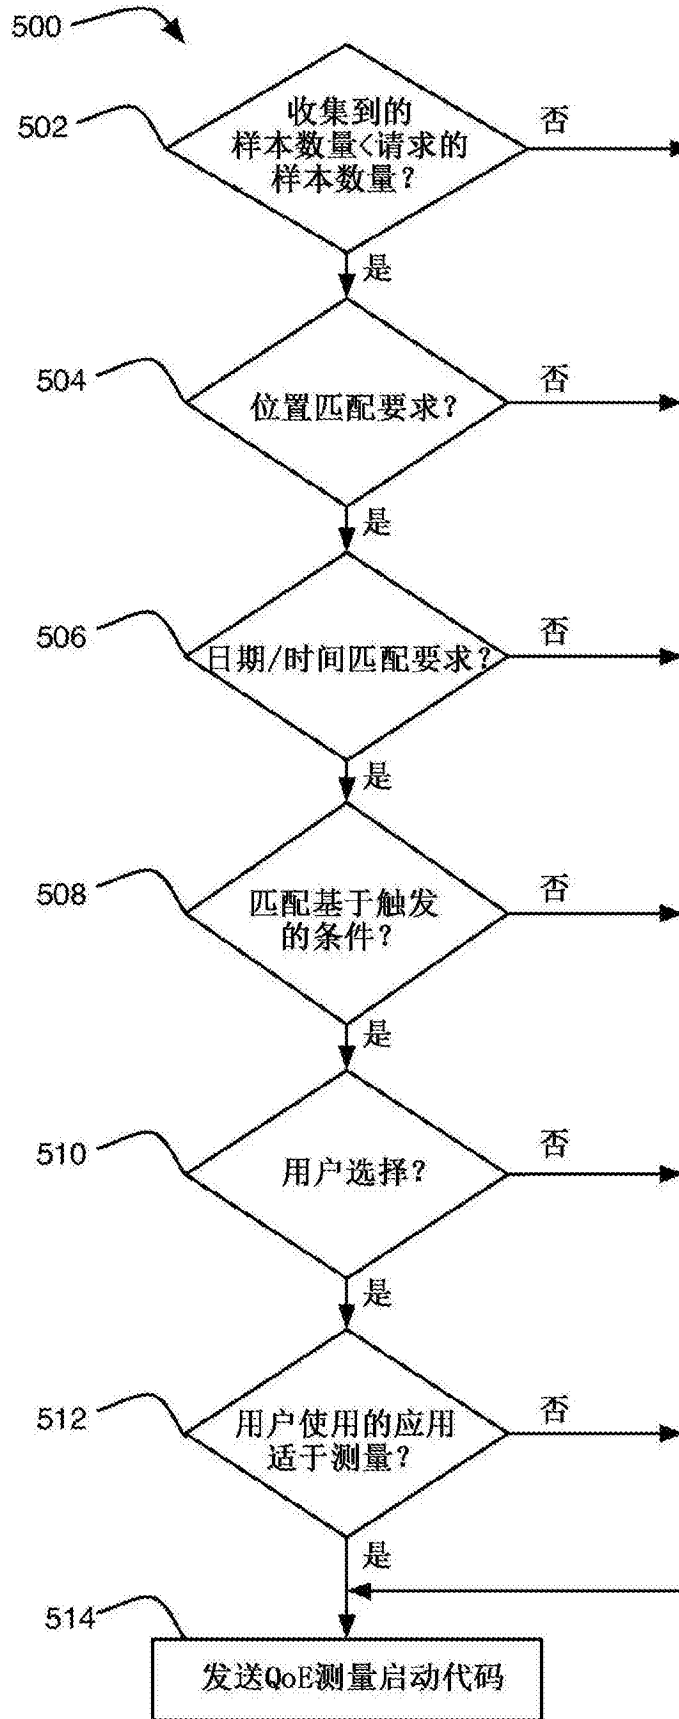 500
502
收集到的
样本数量<请求的
样本数量?
否
是
504
位置匹配要求?
否
是
506
日期/时间匹配要求?
否
是
508
匹配基于触发
的条件?
否
是
510
用户选择?
否
是
512
用户使用的应用
适于测量?
否
是
514
发送QoE测量启动代码